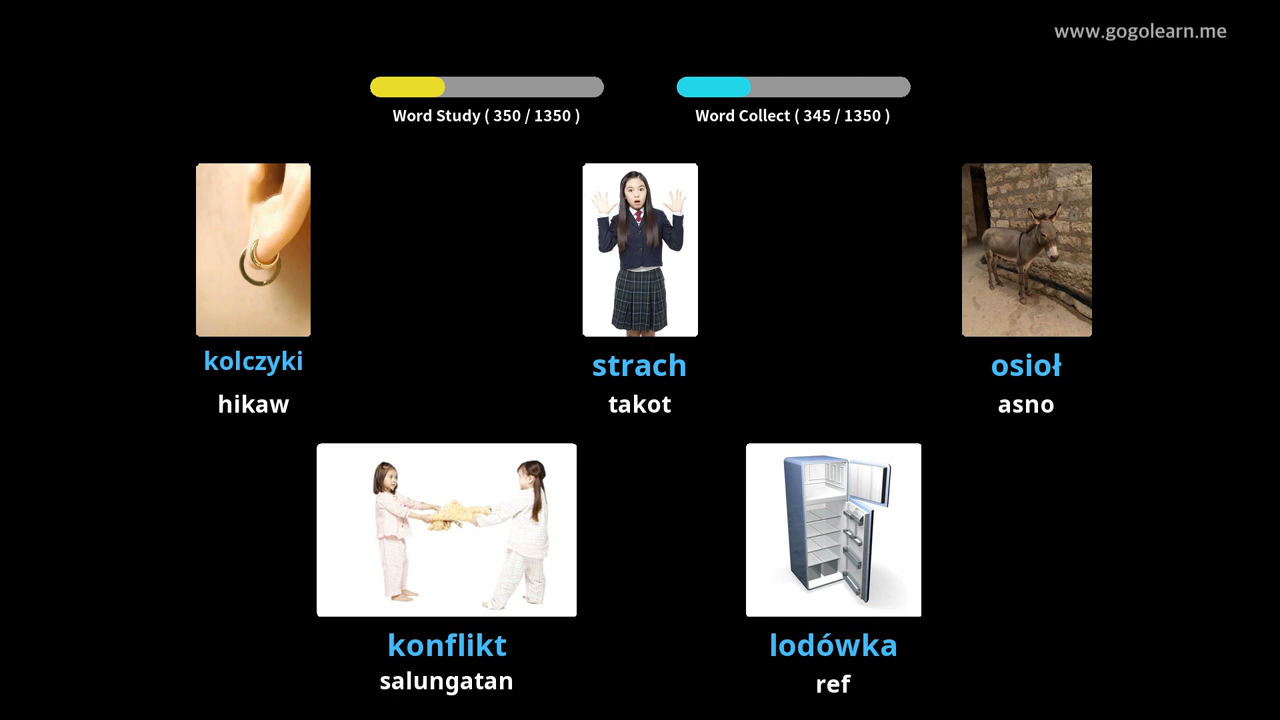 www.gogolearn.me
Word Study ( 350 / 1350 )
Word Collect ( 345 / 1350 )
kolczyki
hikaw
strach
takot
osioł
asno
konflikt
salungatan
lodówka
ref